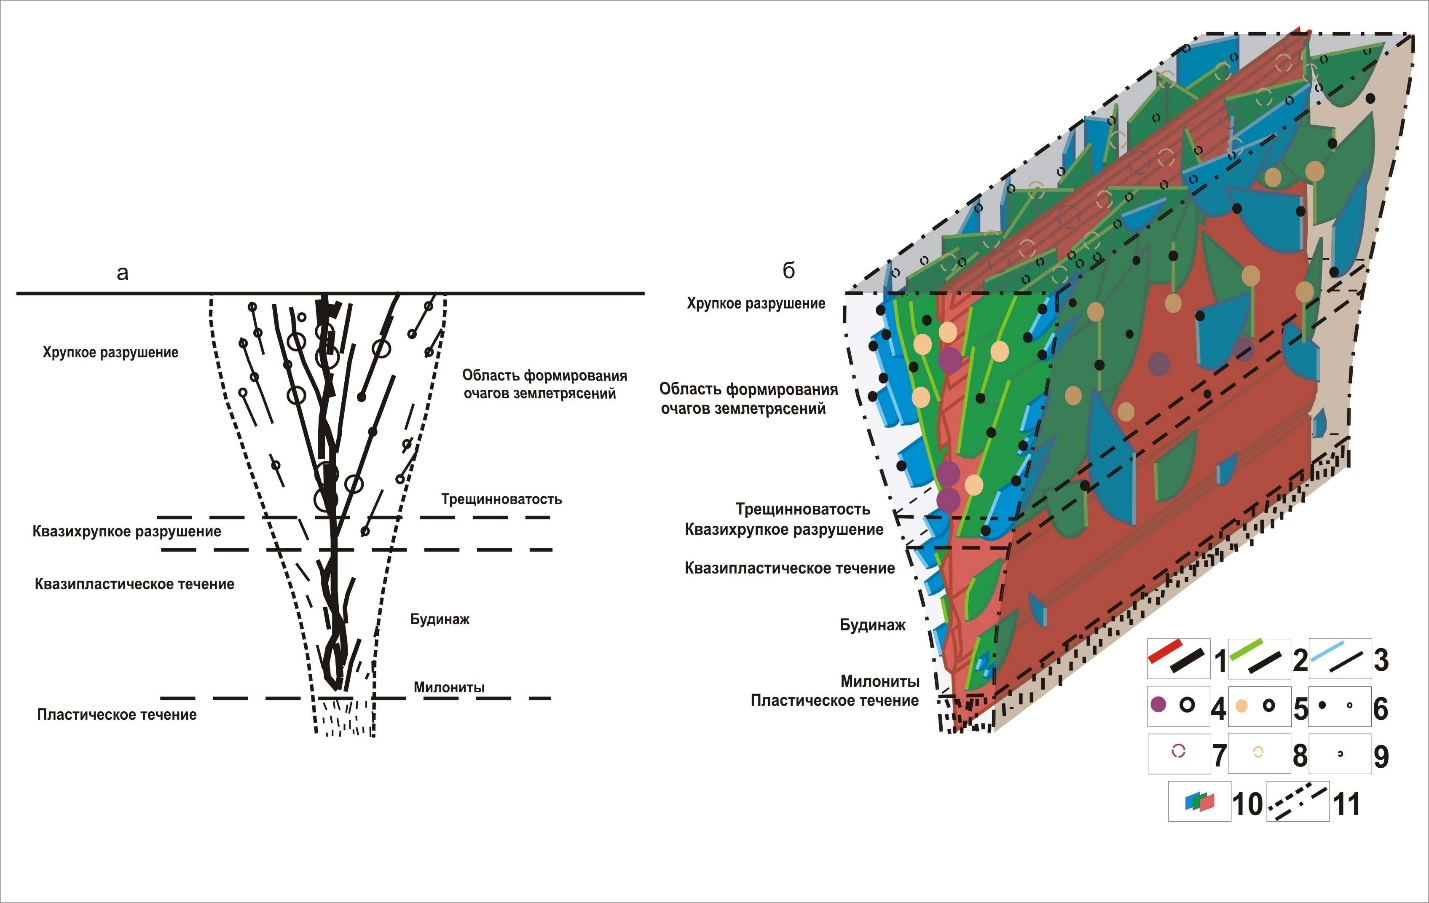 а
Хрупкое разрушение
Область формирования
очагов землетрясений
Трещинноватость
Квазихрупкое разрушение
Квазипластическое течение
Будинаж
Милониты
Пластическое течение
б
Хрупкое разрушение
Область формирования
очагов землетрясений
Трещинноватость
Квазихрупкое разрушение
Квазипластическое течение
Будинаж
Милониты
Пластическое течение
1 2 3
4 5 6
7 8 9
10 11